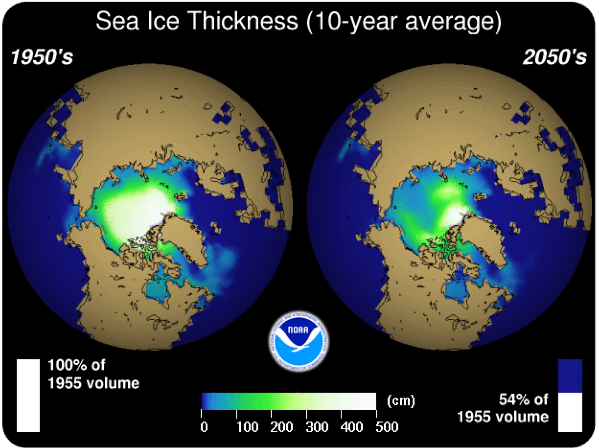 Sea Ice Thickness (10-year average)
1950's
2050's
NOAA
100% of
1955 volume
54% of
1955 volume
(cm)
0 100 200 300 400 500